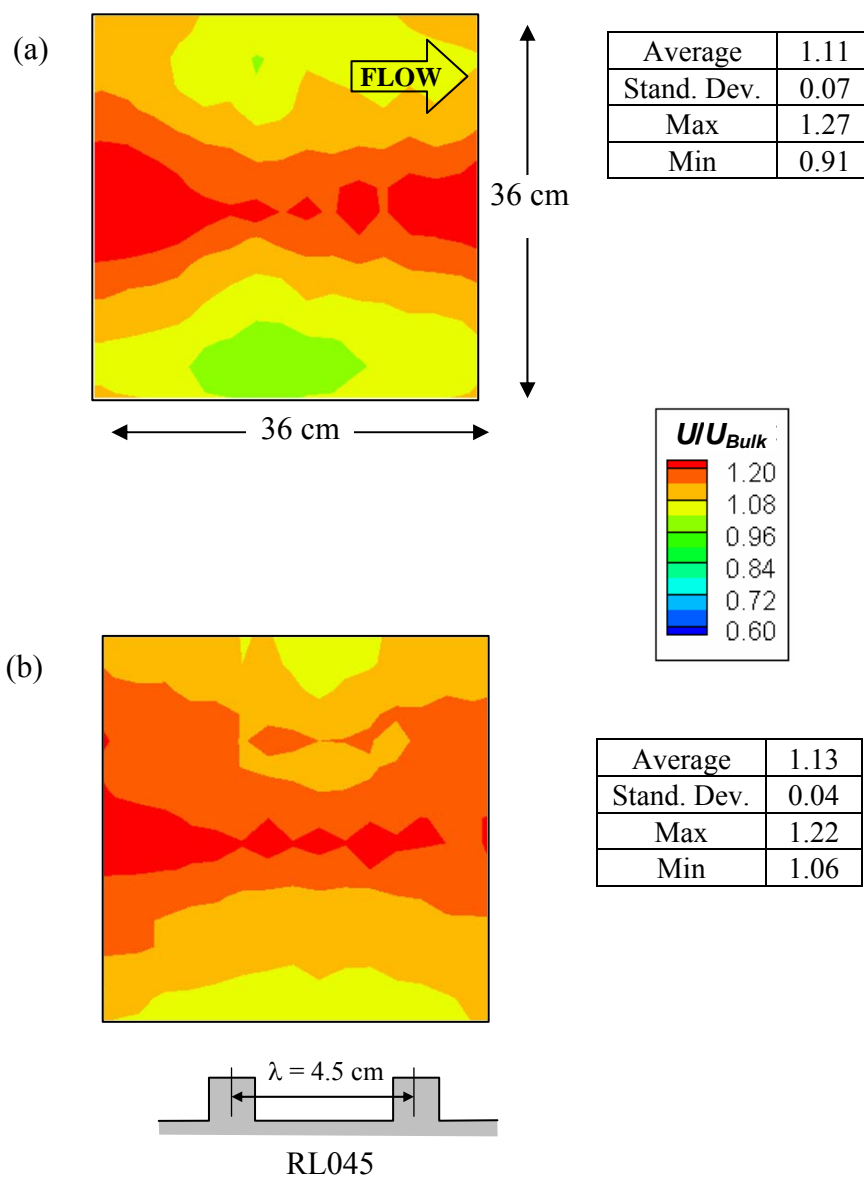 (a)
FLOW
36 cm
36 cm
Average 1.11
Stand. Dev. 0.07
Max 1.27
Min 0.91
U/U_Bulk
1.20
1.08
0.96
0.84
0.72
0.60
(b)
Average 1.13
Stand. Dev. 0.04
Max 1.22
Min 1.06
λ = 4.5 cm
RL045